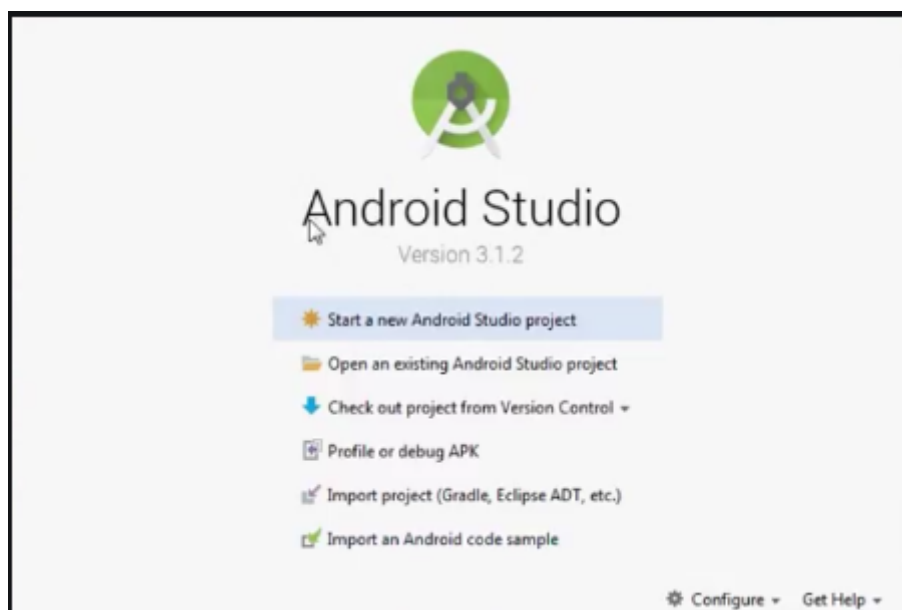 Android Studio
Version 3.1.2
Start a new Android Studio project
Open an existing Android Studio project
Check out project from Version Control
Profile or debug APK
Import project (Gradle, Eclipse ADT, etc.)
Import an Android code sample
Configure Get Help